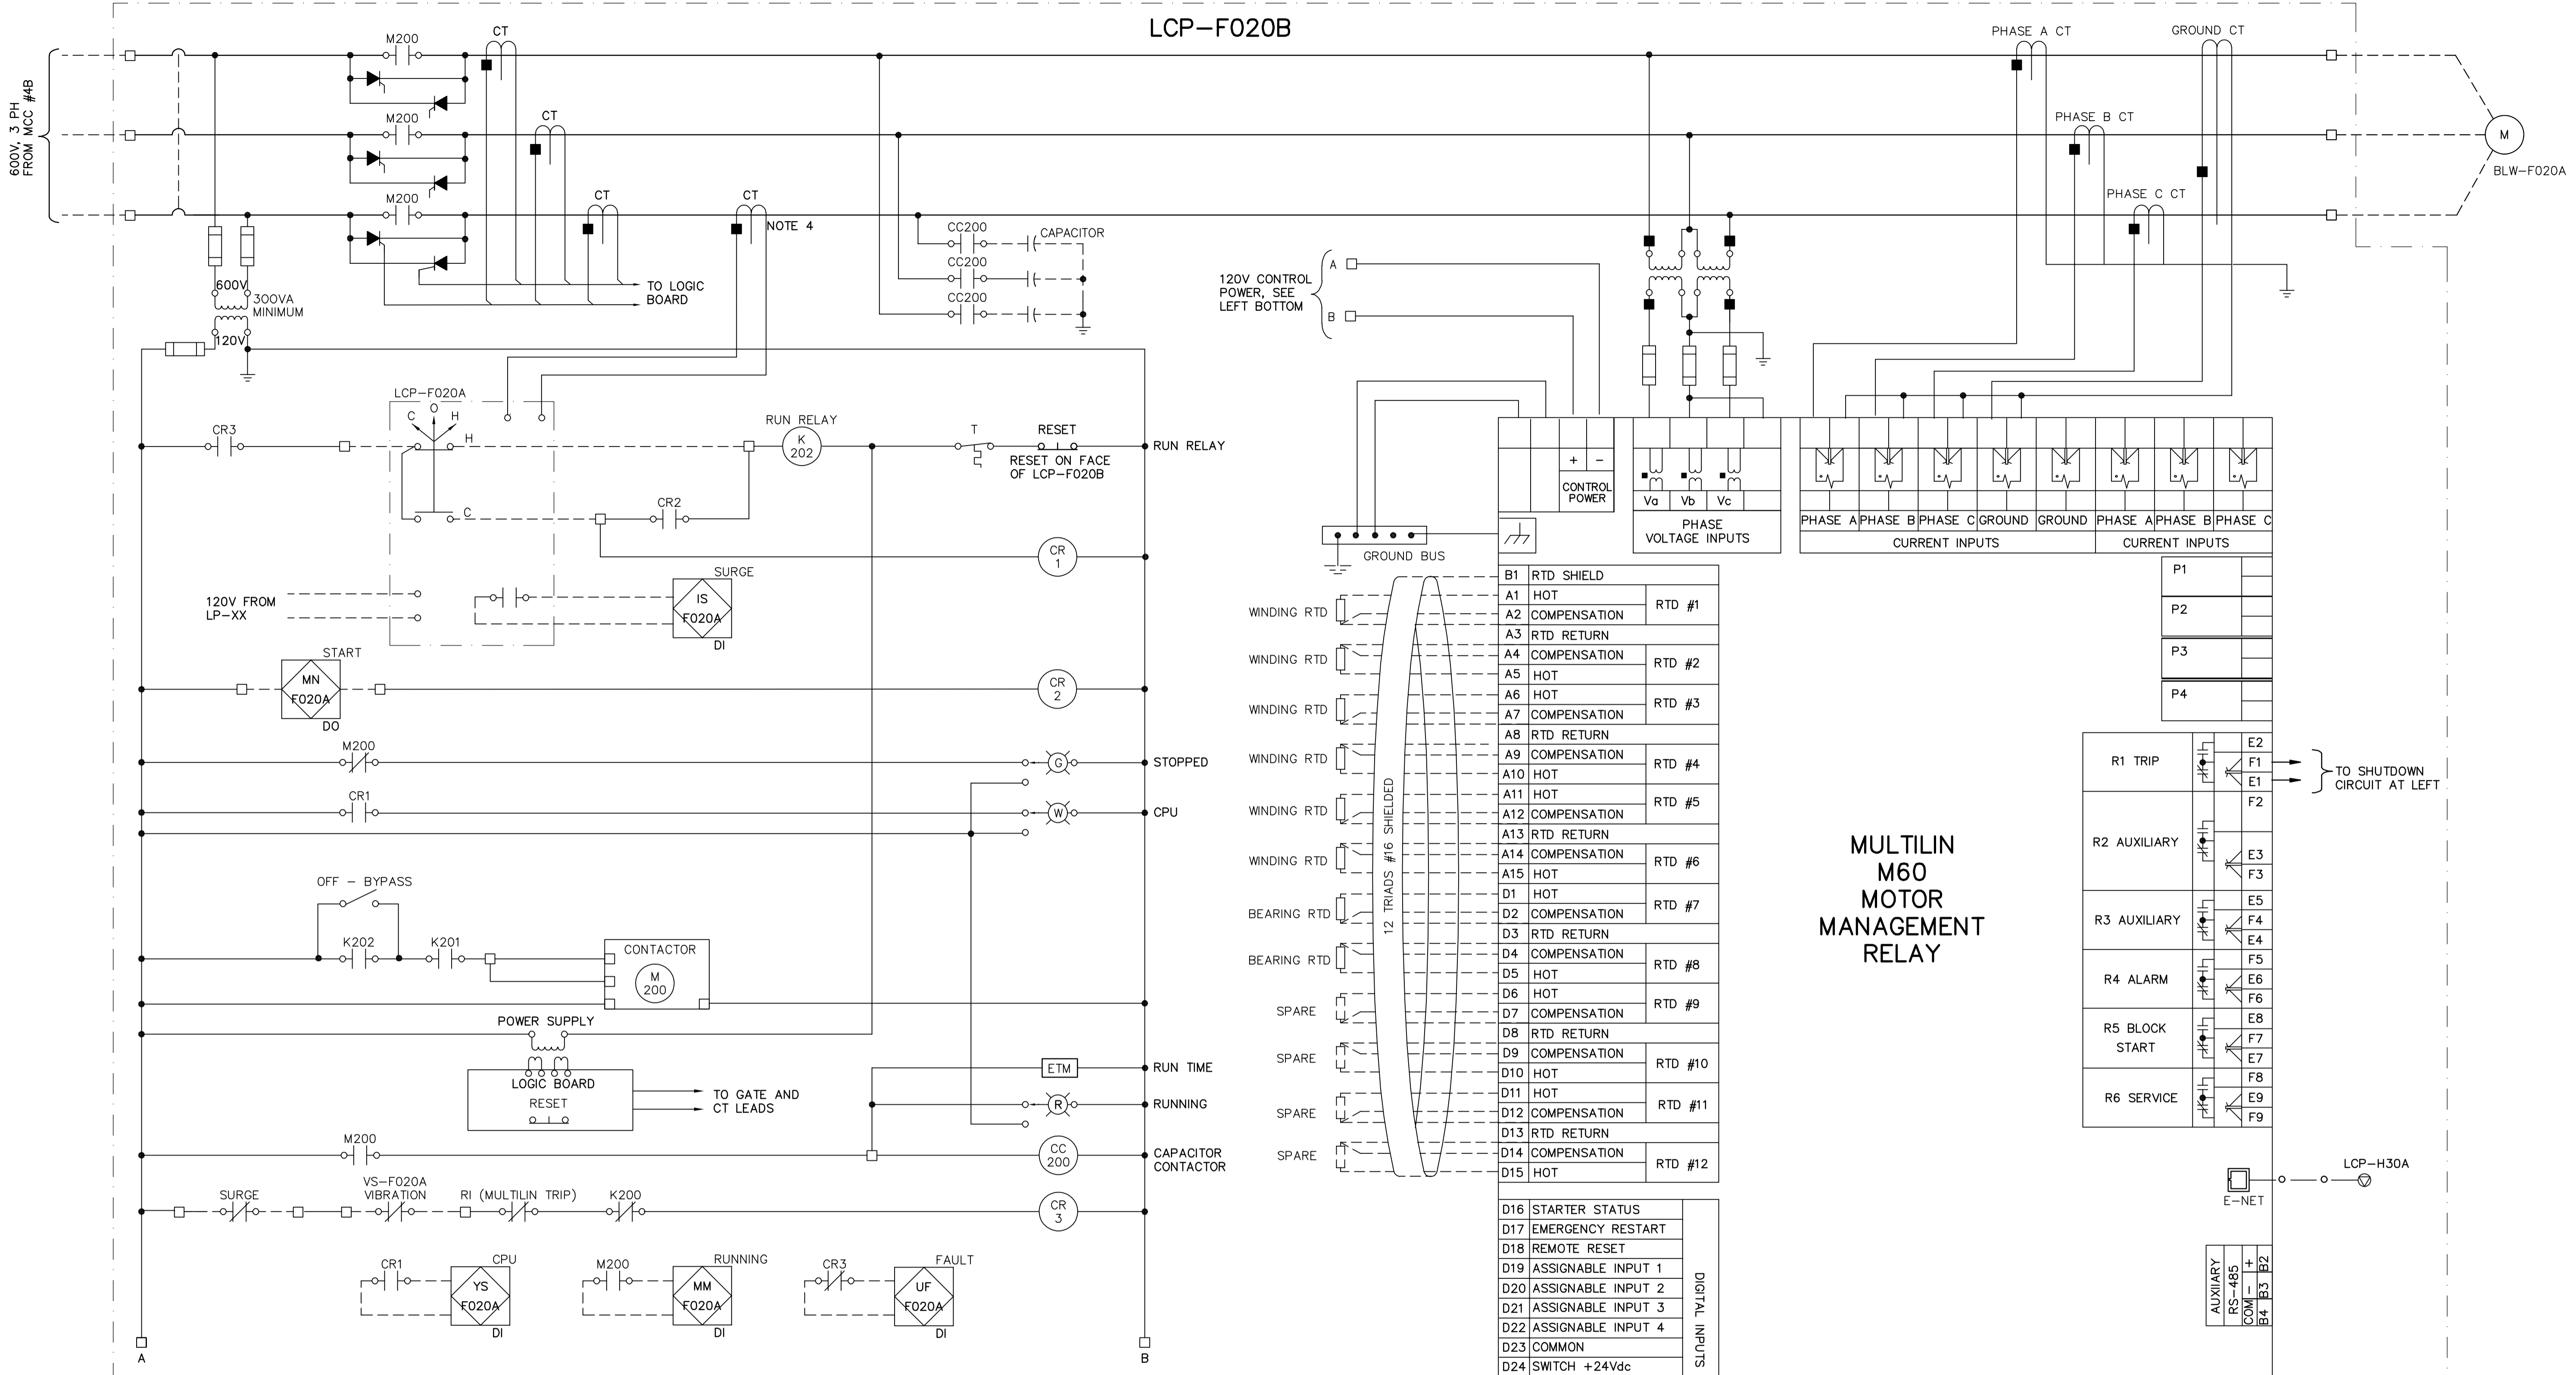 LCP-F020B
600V, 3 PH
FROM MCC #4B
M200
CT
M200
CT
M200
CT
CT
NOTE 4
600V
300VA
MINIMUM
120V
TO LOGIC
BOARD
CC200
CAPACITOR
CC200
CC200
120V CONTROL
POWER, SEE
LEFT BOTTOM
A
B
PHASE A CT
GROUND CT
PHASE B CT
PHASE C CT
M
BLW-F020A
LCP-F020A
C
O
H
CR3
H
RUN RELAY
K
202
T
RESET
RESET ON FACE
OF LCP-F020B
RUN RELAY
C
CR2
CR
1
120V FROM
LP-XX
SURGE
IS
F020A
DI
START
MN
F020A
DO
CR
2
M200
G
STOPPED
CR1
W
CPU
OFF - BYPASS
K202
K201
CONTACTOR
M
200
POWER SUPPLY
LOGIC BOARD
RESET
TO GATE AND
CT LEADS
ETM
RUN TIME
R
RUNNING
M200
CC
200
CAPACITOR
CONTACTOR
SURGE
VS-F020A
VIBRATION
RI (MULTILIN TRIP)
K200
CR
3
CR1
CPU
YS
F020A
DI
M200
RUNNING
MM
F020A
DI
CR3
FAULT
UF
F020A
DI
A
B
+ -
CONTROL
POWER
Va Vb Vc
PHASE
VOLTAGE INPUTS
PHASE A PHASE B PHASE C GROUND GROUND PHASE A PHASE B PHASE C
CURRENT INPUTS
CURRENT INPUTS
GROUND BUS
WINDING RTD
WINDING RTD
WINDING RTD
WINDING RTD
WINDING RTD
WINDING RTD
BEARING RTD
BEARING RTD
SPARE
SPARE
SPARE
SPARE
12 TRIADS #16 SHIELDED
B1 RTD SHIELD
A1 HOT
RTD #1
A2 COMPENSATION
A3 RTD RETURN
A4 COMPENSATION
RTD #2
A5 HOT
A6 HOT
RTD #3
A7 COMPENSATION
A8 RTD RETURN
A9 COMPENSATION
RTD #4
A10 HOT
A11 HOT
RTD #5
A12 COMPENSATION
A13 RTD RETURN
A14 COMPENSATION
RTD #6
A15 HOT
D1 HOT
RTD #7
D2 COMPENSATION
D3 RTD RETURN
D4 COMPENSATION
RTD #8
D5 HOT
D6 HOT
RTD #9
D7 COMPENSATION
D8 RTD RETURN
D9 COMPENSATION
RTD #10
D10 HOT
D11 HOT
RTD #11
D12 COMPENSATION
D13 RTD RETURN
D14 COMPENSATION
RTD #12
D15 HOT
D16 STARTER STATUS
D17 EMERGENCY RESTART
D18 REMOTE RESET
D19 ASSIGNABLE INPUT 1
D20 ASSIGNABLE INPUT 2
D21 ASSIGNABLE INPUT 3
D22 ASSIGNABLE INPUT 4
D23 COMMON
D24 SWITCH +24Vdc
DIGITAL INPUTS
MULTILIN
M60
MOTOR
MANAGEMENT
RELAY
P1
P2
P3
P4
R1 TRIP
E2
F1
E1
TO SHUTDOWN
CIRCUIT AT LEFT
R2 AUXILIARY
F2
E3
F3
R3 AUXILIARY
E5
F4
E4
R4 ALARM
F5
E6
F6
R5 BLOCK
START
E8
F7
E7
R6 SERVICE
F8
E9
F9
E-NET
LCP-H30A
AUXIIARY
RS-485
COM - +
B4 B3 B2